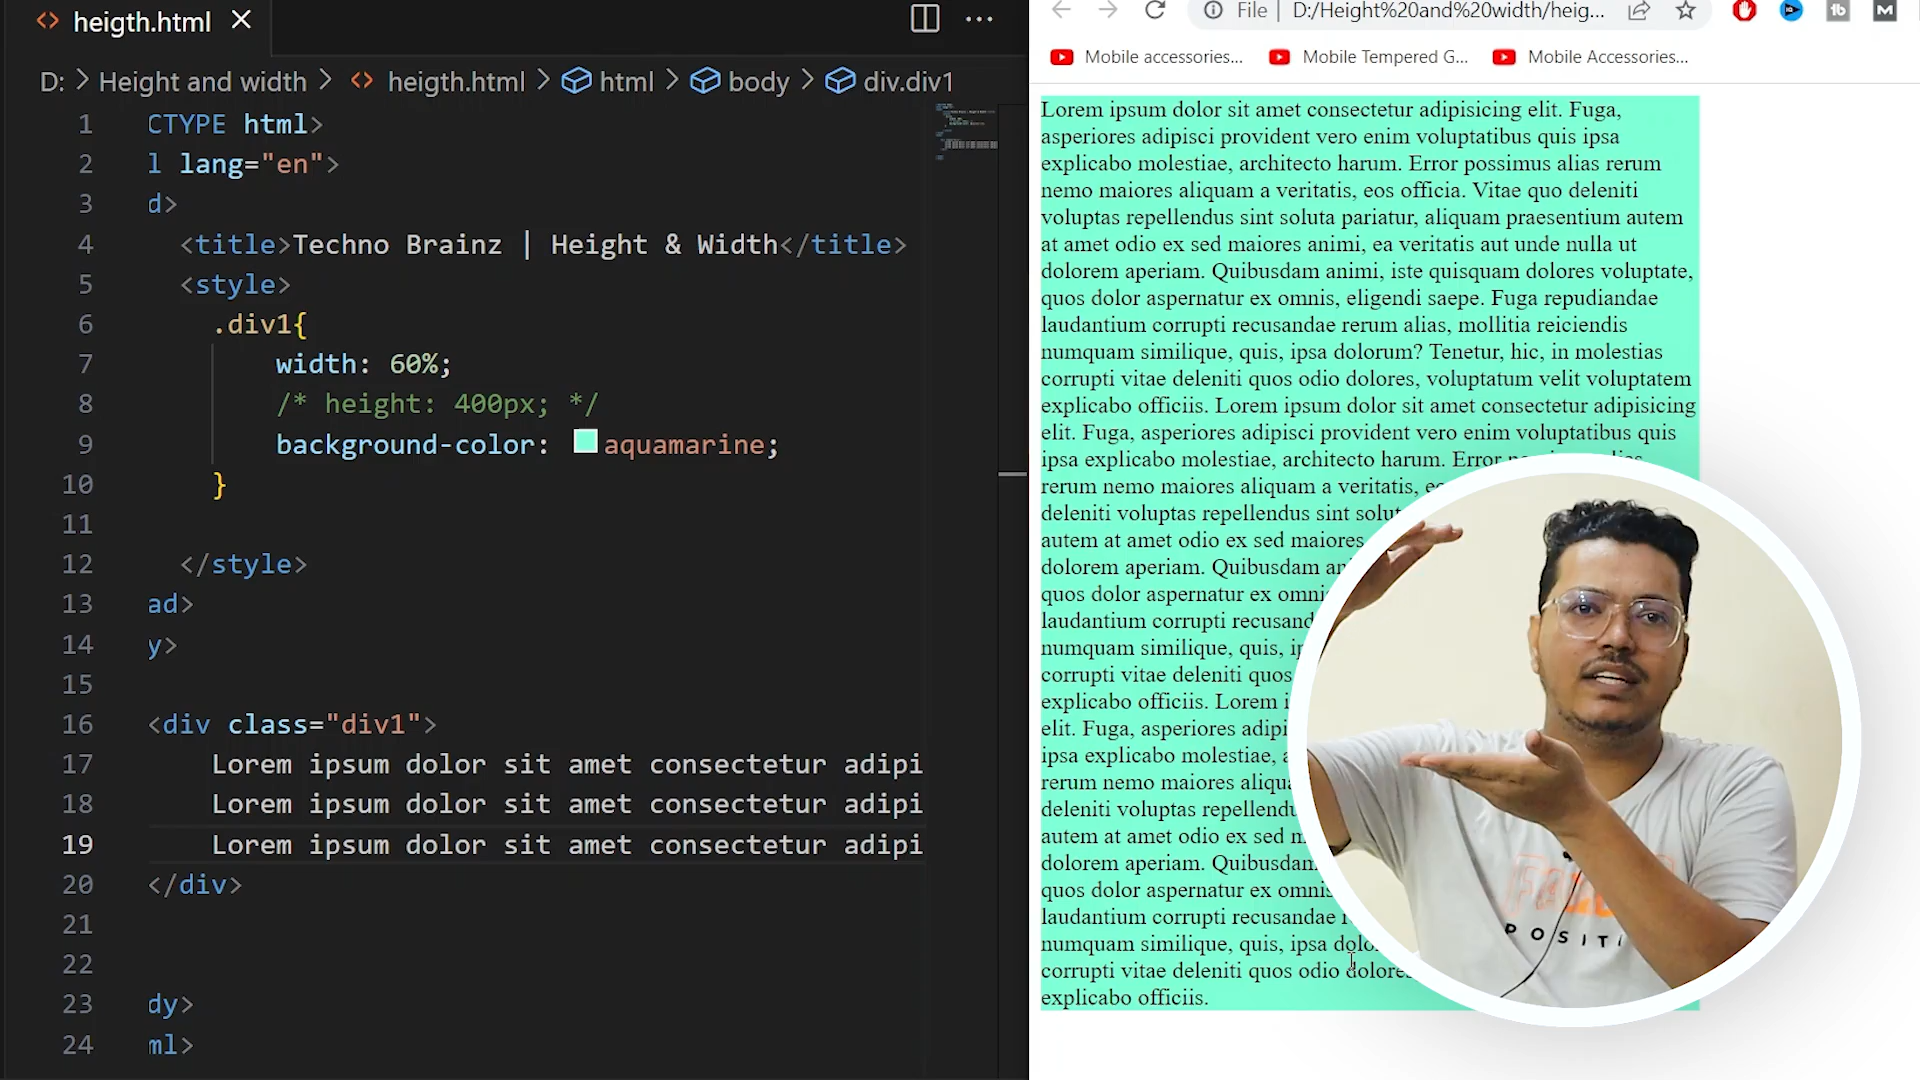 heigth.html
D: > Height and width > heigth.html > html > body > div.div1
1 CTYPE html>
2 l lang="en">
3 d>
4 <title>Techno Brainz | Height & Width</title>
5 <style>
6 .div1{
7 width: 60%;
8 /* height: 400px; */
9 background-color: aquamarine;
10 }
11
12 </style>
13 ad>
14 y>
15
16 <div class="div1">
17 Lorem ipsum dolor sit amet consectetur adipi
18 Lorem ipsum dolor sit amet consectetur adipi
19 Lorem ipsum dolor sit amet consectetur adipi
20 </div>
21
22
23 dy>
24 ml>
File | D:/Height%20and%20width/heig...
Mobile accessories... Mobile Tempered G... Mobile Accessories...
Lorem ipsum dolor sit amet consectetur adipisicing elit. Fuga,
asperiores adipisci provident vero enim voluptatibus quis ipsa
explicabo molestiae, architecto harum. Error possimus alias rerum
nemo maiores aliquam a veritatis, eos officia. Vitae quo deleniti
voluptas repellendus sint soluta pariatur, aliquam praesentium autem
at amet odio ex sed maiores animi, ea veritatis aut unde nulla ut
dolorem aperiam. Quibusdam animi, iste quisquam dolores voluptate,
quos dolor aspernatur ex omnis, eligendi saepe. Fuga repudiandae
laudantium corrupti recusandae rerum alias, mollitia reiciendis
numquam similique, quis, ipsa dolorum? Tenetur, hic, in molestias
corrupti vitae deleniti quos odio dolores, voluptatum velit voluptatem
explicabo officiis. Lorem ipsum dolor sit amet consectetur adipisicing
elit. Fuga, asperiores adipisci provident vero enim voluptatibus quis
ipsa explicabo molestiae, architecto harum. Error
rerum nemo maiores aliquam a veritatis,
deleniti voluptas repellendus sint
autem at amet odio ex sed maiores
dolorem aperiam. Quibusdam
quos dolor aspernatur ex
laudantium corrupti
numquam similique, quis,
corrupti vitae deleniti quos
explicabo officiis. Lorem
elit. Fuga, asperiores
ipsa explicabo molestiae,
rerum nemo maiores
deleniti voluptas
autem at amet odio ex sed
dolorem aperiam. Quibusdam
quos dolor aspernatur ex
laudantium corrupti recusandae
numquam similique, quis, ipsa
corrupti vitae deleniti quos odio dolores
explicabo officiis.
POSITI